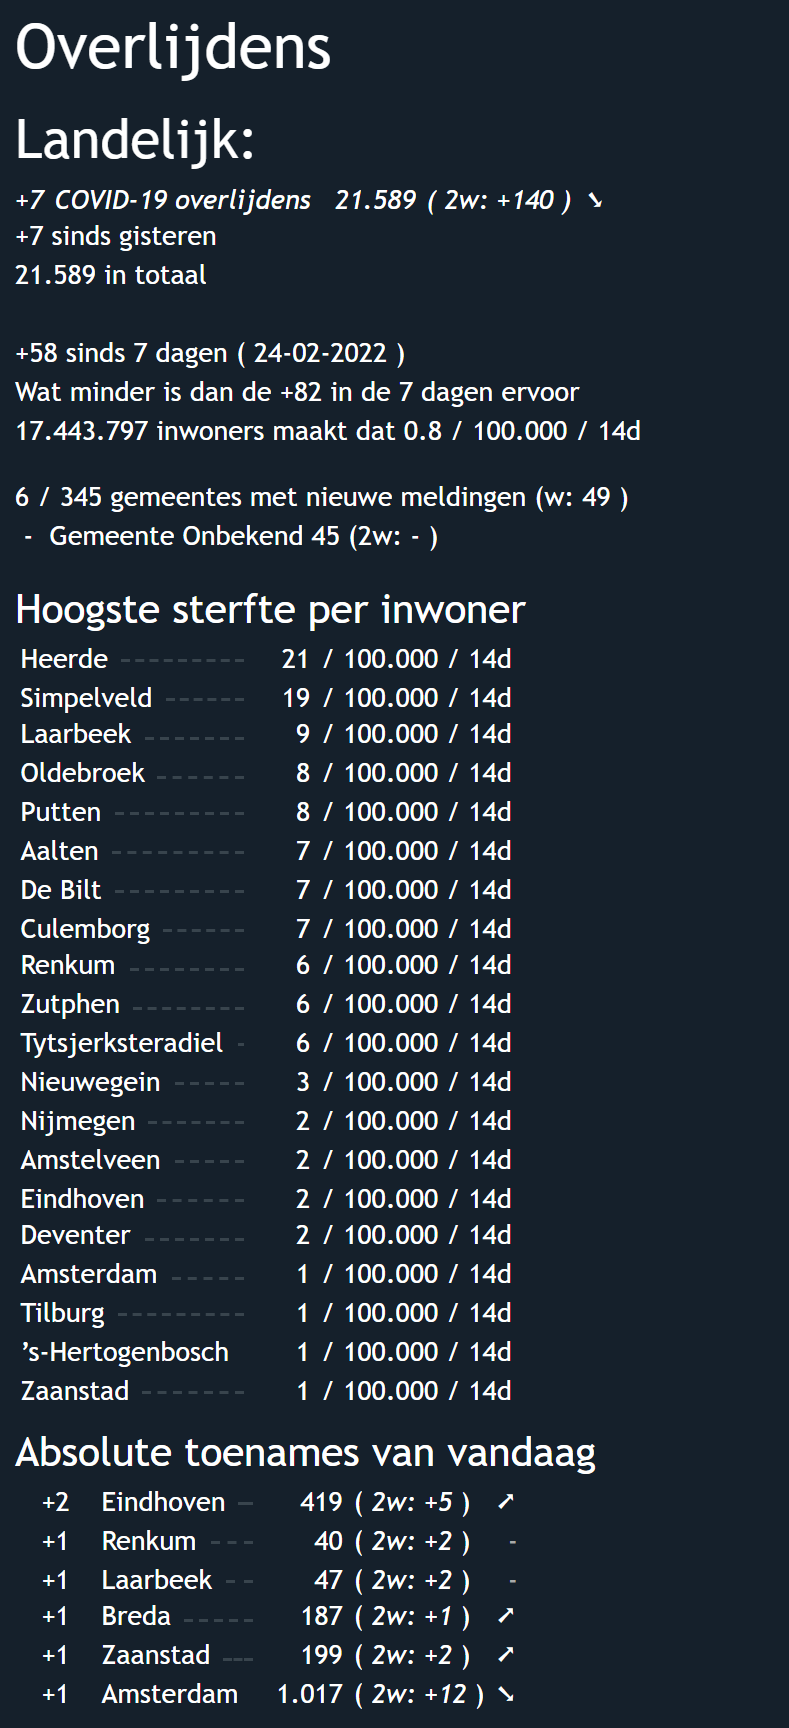 Overlijdens
Landelijk:
+7 COVID-19 overlijdens 21.589 ( 2w: +140 ) ➘
+7 sinds gisteren
21.589 in totaal
+58 sinds 7 dagen ( 24-02-2022 )
Wat minder is dan de +82 in de 7 dagen ervoor
17.443.797 inwoners maakt dat 0.8 / 100.000 / 14d
6 / 345 gemeentes met nieuwe meldingen (w: 49 )
- Gemeente Onbekend 45 (2w: - )
Hoogste sterfte per inwoner
Heerde --------- 21 / 100.000 / 14d
Simpelveld ------ 19 / 100.000 / 14d
Laarbeek ------- 9 / 100.000 / 14d
Oldebroek ------ 8 / 100.000 / 14d
Putten --------- 8 / 100.000 / 14d
Aalten --------- 7 / 100.000 / 14d
De Bilt --------- 7 / 100.000 / 14d
Culemborg ------ 7 / 100.000 / 14d
Renkum -------- 6 / 100.000 / 14d
Zutphen -------- 6 / 100.000 / 14d
Tytsjerksteradiel - 6 / 100.000 / 14d
Nieuwegein ----- 3 / 100.000 / 14d
Nijmegen ------- 2 / 100.000 / 14d
Amstelveen ----- 2 / 100.000 / 14d
Eindhoven ------ 2 / 100.000 / 14d
Deventer ------- 2 / 100.000 / 14d
Amsterdam ----- 1 / 100.000 / 14d
Tilburg --------- 1 / 100.000 / 14d
’s-Hertogenbosch 1 / 100.000 / 14d
Zaanstad ------- 1 / 100.000 / 14d
Absolute toenames van vandaag
+2 Eindhoven – 419 ( 2w: +5 ) ➚
+1 Renkum --- 40 ( 2w: +2 ) -
+1 Laarbeek -- 47 ( 2w: +2 ) -
+1 Breda ----- 187 ( 2w: +1 ) ➚
+1 Zaanstad --- 199 ( 2w: +2 ) ➚
+1 Amsterdam 1.017 ( 2w: +12 ) ➘